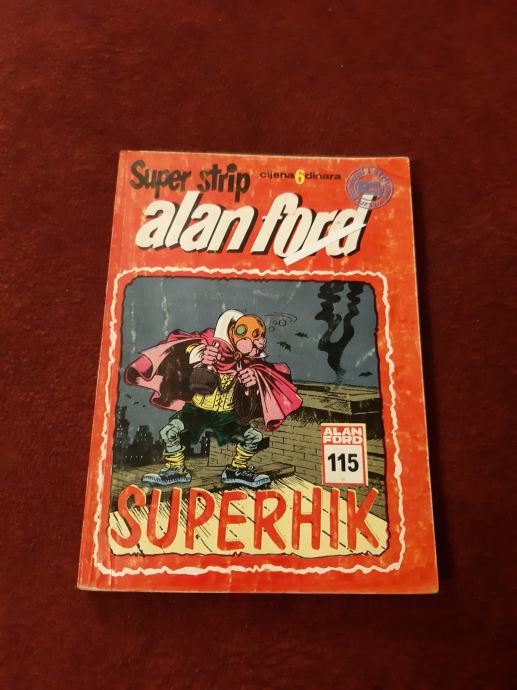 Super strip
cijena 6 dinara
alan ford
ALAN
FORD
115
SUPERHIK